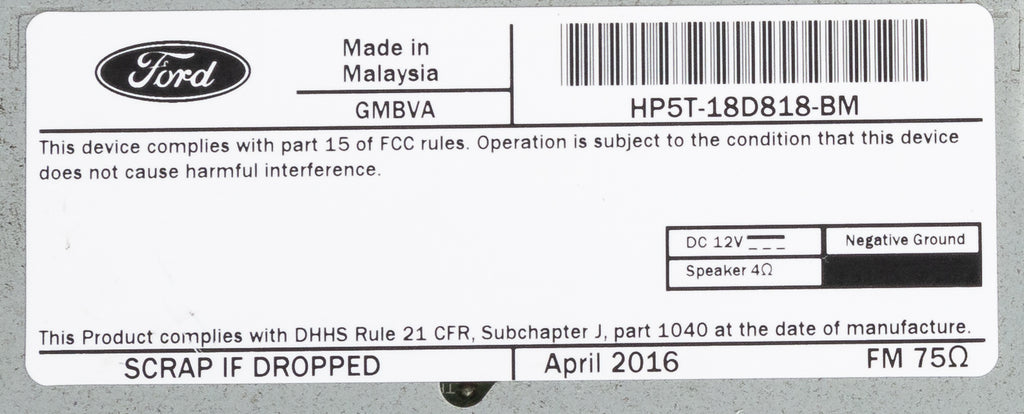 Ford
Made in
Malaysia
GMBVA
HP5T-18D818-BM
This device complies with part 15 of FCC rules. Operation is subject to the condition that this device
does not cause harmful interference.
DC 12V
Negative Ground
Speaker 4Ω
This Product complies with DHHS Rule 21 CFR, Subchapter J, part 1040 at the date of manufacture.
SCRAP IF DROPPED
April 2016
FM 75Ω